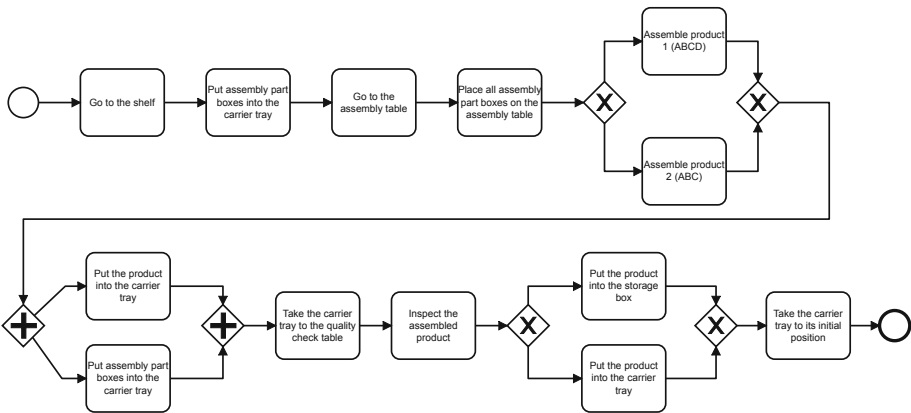 Go to the shelf
Put assembly part
boxes into the
carrier tray
Go to the
assembly table
Place all assembly
part boxes on the
assembly table
X
Assemble product
1 (ABCD)
Assemble product
2 (ABC)
X
Put the product
into the carrier
tray
Put assembly part
boxes into the
carrier tray
Take the carrier
tray to the quality
check table
Inspect the
assembled
product
X
Put the product
into the storage
box
Put the product
into the carrier
tray
X
Take the carrier
tray to its initial
position